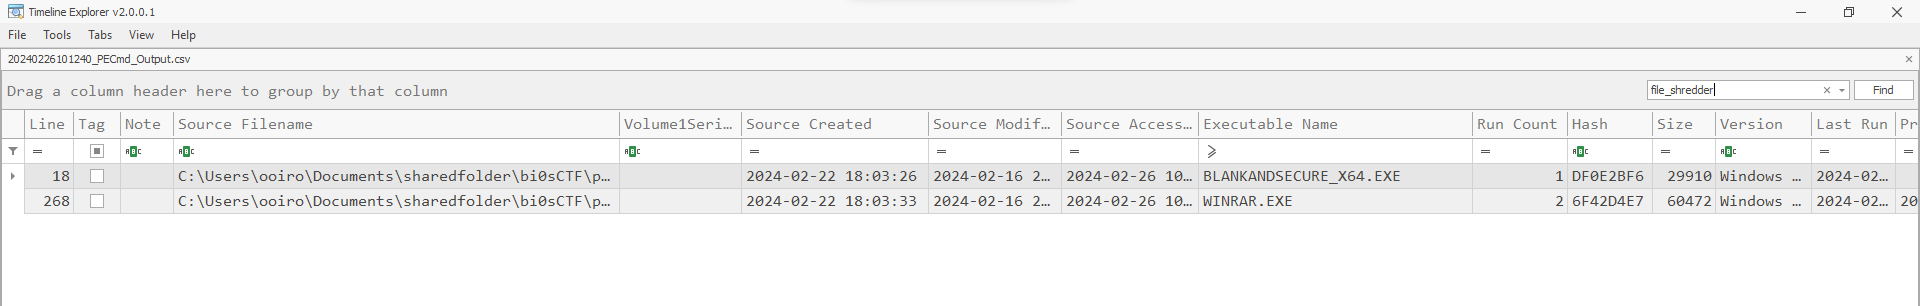 Timeline Explorer v2.0.0.1
File Tools Tabs View Help
20240226101240_PECmd_Output.csv
Drag a column header here to group by that column
file_shredder Find
Line Tag Note Source Filename Volume1Seri... Source Created Source Modif... Source Access... Executable Name Run Count Hash Size Version Last Run Pr
= ABC ABC ABC = = = = ABC = ABC = =
18 C:\Users\ooiro\Documents\sharedfolder\bi0sCTF\p... 2024-02-22 18:03:26 2024-02-16 2... 2024-02-26 10... BLANKANDSECURE_X64.EXE 1 DF0E2BF6 29910 Windows ... 2024-02...
268 C:\Users\ooiro\Documents\sharedfolder\bi0sCTF\p... 2024-02-22 18:03:33 2024-02-16 2... 2024-02-26 10... WINRAR.EXE 2 6F42D4E7 60472 Windows ... 2024-02... 20